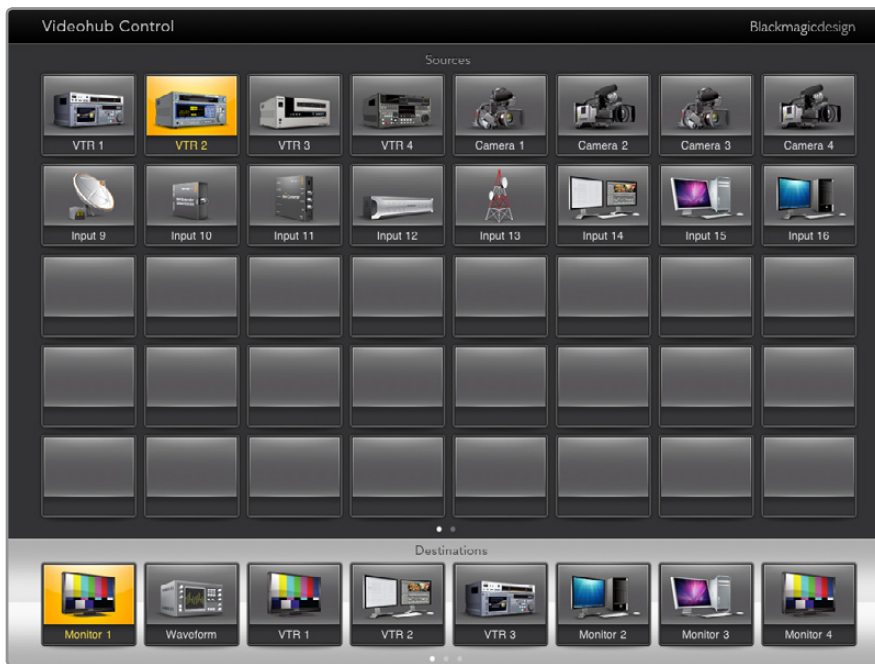 Videohub Control Blackmagicdesign
Sources
VTR 1 VTR 2 VTR 3 VTR 4 Camera 1 Camera 2 Camera 3 Camera 4
Input 9 Input 10 Input 11 Input 12 Input 13 Input 14 Input 15 Input 16
Destinations
Monitor 1 Waveform VTR 1 VTR 2 VTR 3 Monitor 2 Monitor 3 Monitor 4